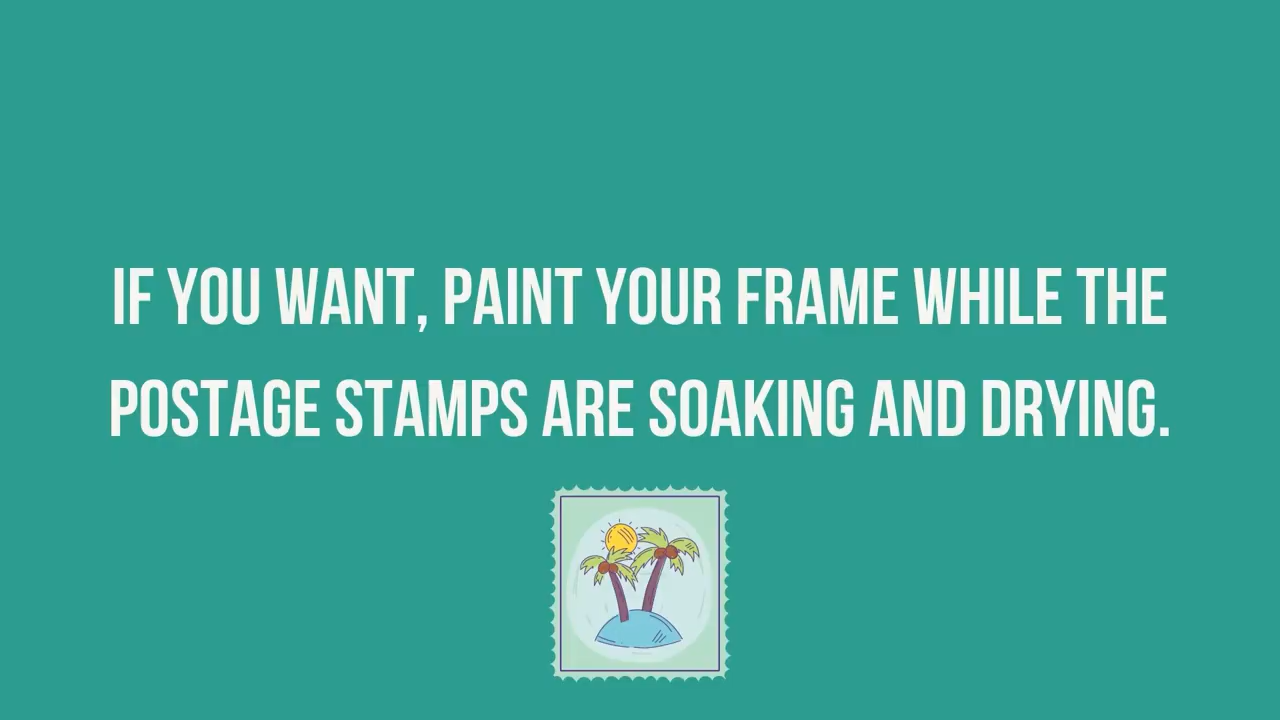 IF YOU WANT, PAINT YOUR FRAME WHILE THE
POSTAGE STAMPS ARE SOAKING AND DRYING.